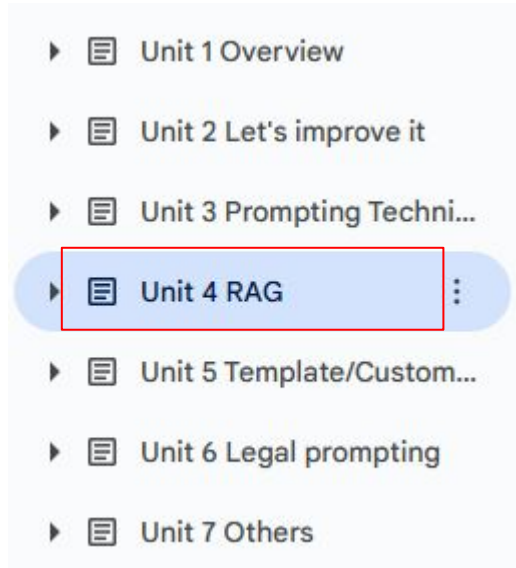 Unit 1 Overview
Unit 2 Let's improve it
Unit 3 Prompting Techni...
Unit 4 RAG
Unit 5 Template/Custom...
Unit 6 Legal prompting
Unit 7 Others